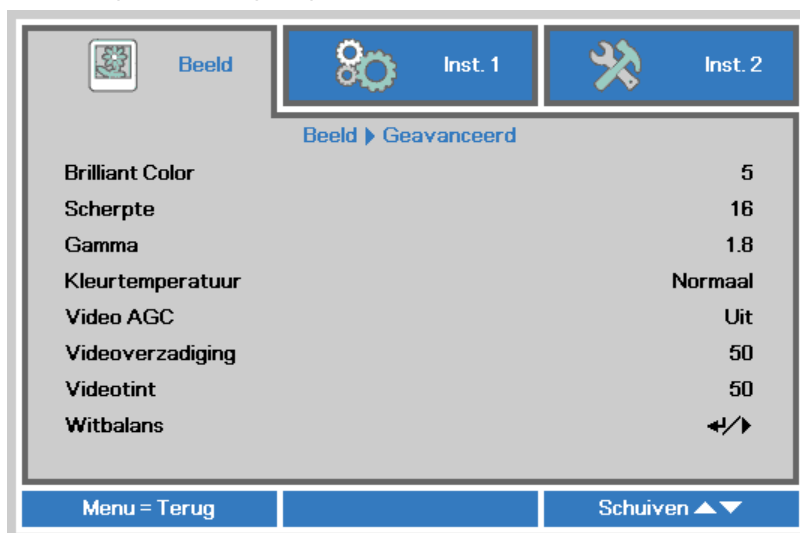 Beeld Inst. 1 Inst. 2
Beeld Geavanceerd
Brilliant Color 5
Scherpte 16
Gamma 1.8
Kleurtemperatuur Normaal
Video AGC Uit
Videoverzadiging 50
Videotint 50
Witbalans ↵/▶
Menu = Terug Schuiven ▲▼